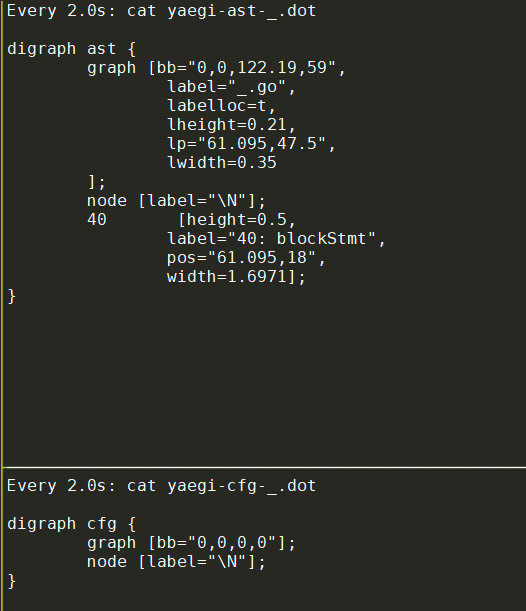 Every 2.0s: cat yaegi-ast-_.dot
digraph ast {
graph [bb="0,0,122.19,59",
label="_.go",
labelloc=t,
lheight=0.21,
lp="61.095,47.5",
lwidth=0.35
];
node [label="\N"];
40 [height=0.5,
label="40: blockStmt",
pos="61.095,18",
width=1.6971];
}
Every 2.0s: cat yaegi-cfg-_.dot
digraph cfg {
graph [bb="0,0,0,0"];
node [label="\N"];
}